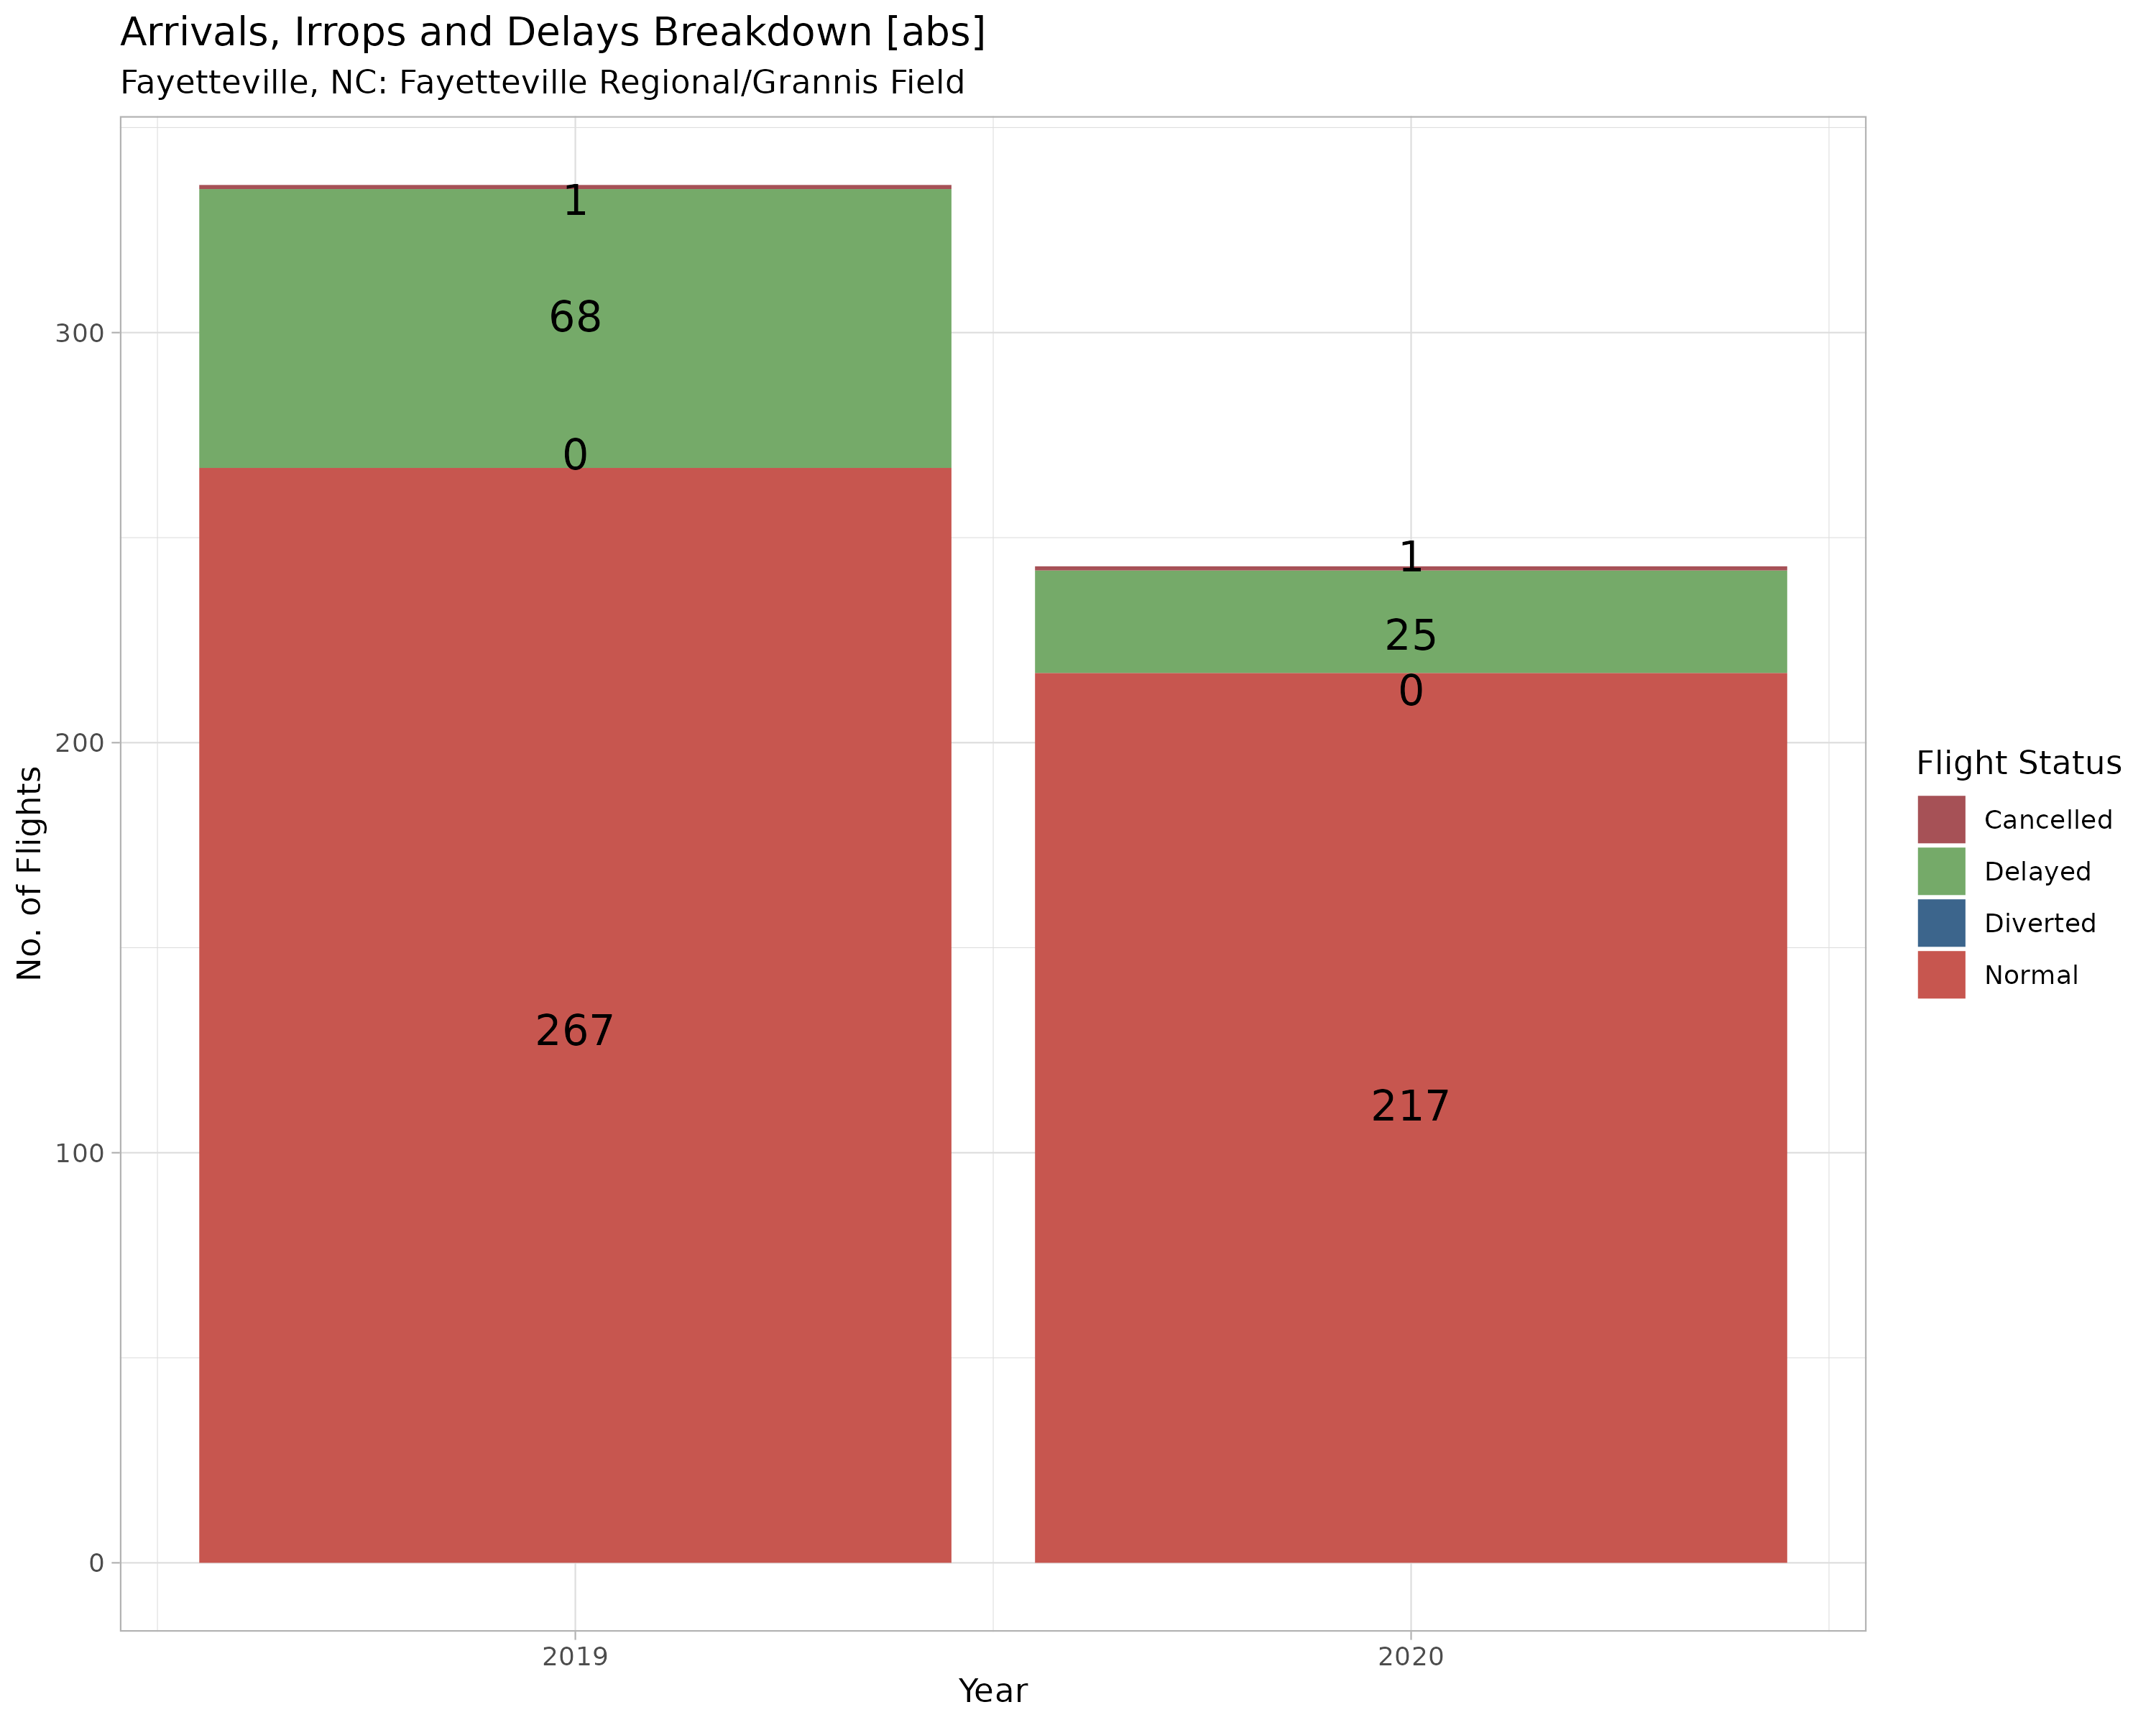 Arrivals, Irrops and Delays Breakdown [abs]
Fayetteville, NC: Fayetteville Regional/Grannis Field
No. of Flights
300
200
100
0
1
68
0
267
1
25
0
217
2019
2020
Year
Flight Status
Cancelled
Delayed
Diverted
Normal